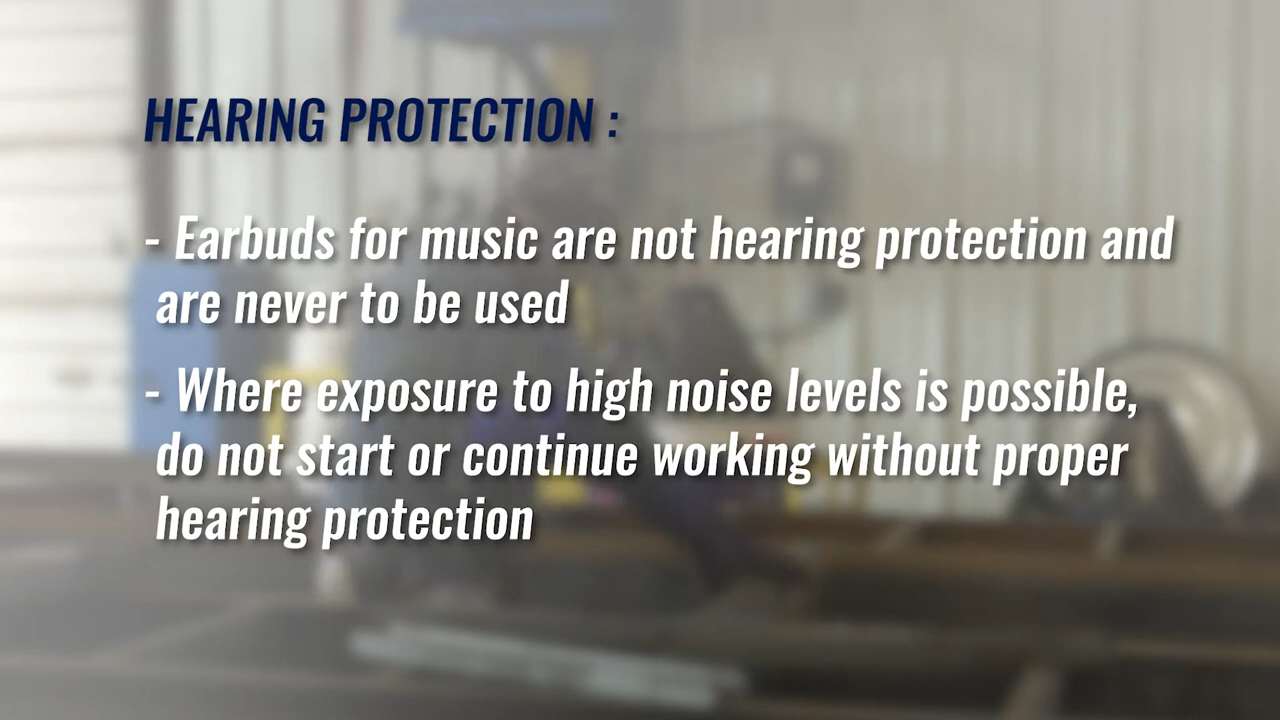 HEARING PROTECTION :
- Earbuds for music are not hearing protection and
are never to be used
- Where exposure to high noise levels is possible,
do not start or continue working without proper
hearing protection